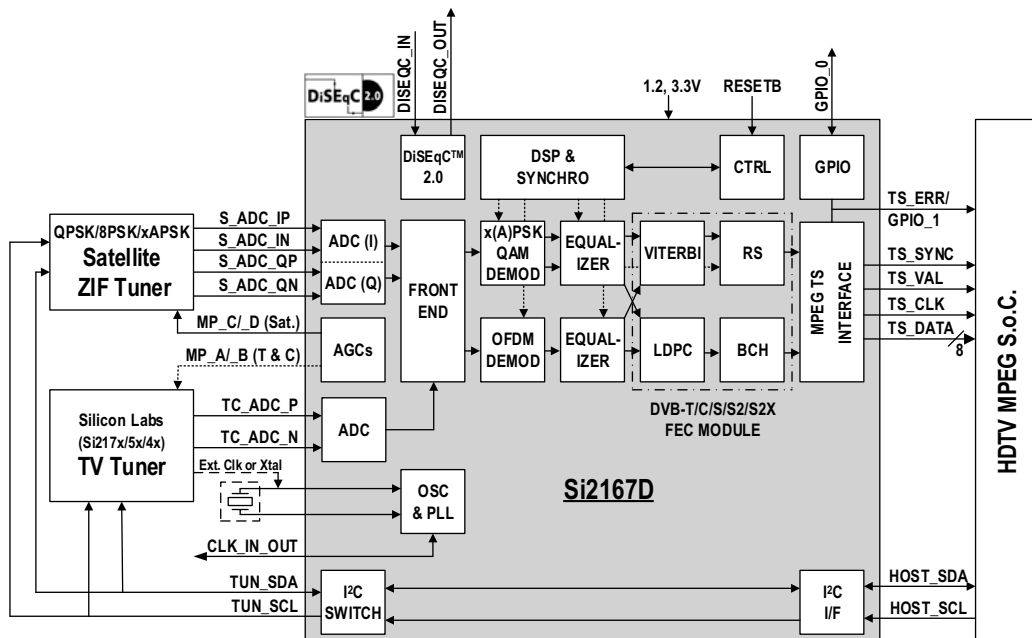 DiSEqC 2.0
DISEQC_IN
DISEQC_OUT
1.2, 3.3V
RESETB
GPIO_0
DiSEqC™
2.0
DSP &
SYNCHRO
CTRL
GPIO
QPSK/8PSK/xAPSK
Satellite
ZIF Tuner
S_ADC_IP
S_ADC_IN
S_ADC_QP
S_ADC_QN
ADC (I)
ADC (Q)
FRONT
END
x(A)PSK
QAM
DEMOD
EQUAL-
IZER
VITERBI
RS
MPEG TS
INTERFACE
TS_ERR/
GPIO_1
TS_SYNC
TS_VAL
TS_CLK
TS_DATA
8
HDTV MPEG S.o.C.
MP_C/_D (Sat.)
MP_A/_B (T & C)
AGCs
OFDM
DEMOD
EQUAL-
IZER
LDPC
BCH
DVB-T/C/S/S2/S2X
FEC MODULE
Silicon Labs
(Si217x/5x/4x)
TV Tuner
TC_ADC_P
TC_ADC_N
ADC
Ext. Clk or Xtal
OSC
& PLL
CLK_IN_OUT
Si2167D
TUN_SDA
TUN_SCL
I²C
SWITCH
I²C
I/F
HOST_SDA
HOST_SCL